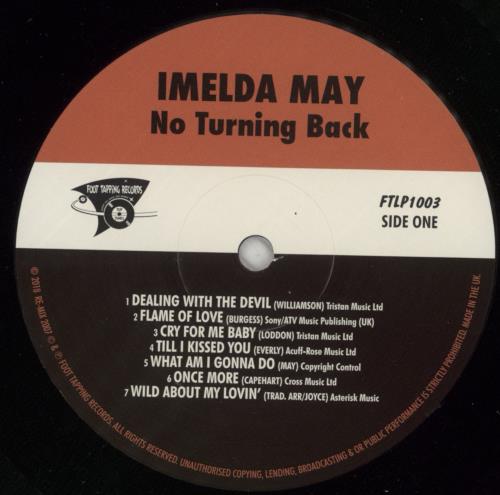 IMELDA MAY
No Turning Back
FOOT TAPPING RECORDS
FTLP1003
SIDE ONE
1 DEALING WITH THE DEVIL (WILLIAMSON) Tristan Music Ltd
2 FLAME OF LOVE (BURGESS) Sony/ATV Music Publishing (UK)
3 CRY FOR ME BABY (LODDON) Tristan Music Ltd
4 TILL I KISSED YOU (EVERLY) Acuff-Rose Music Ltd
5 WHAT AM I GONNA DO (MAY) Copyright Control
6 ONCE MORE (CAPEHART) Cross Music Ltd
7 WILD ABOUT MY LOVIN' (TRAD. ARR/JOYCE) Asterisk Music
© 2018 RE-MIX 2007 © & ℗ FOOT TAPPING RECORDS. ALL RIGHTS RESERVED. UNAUTHORISED COPYING, LENDING, BROADCASTING & OR PUBLIC PERFORMANCE IS STRICTLY PROHIBITED. MADE IN THE UK.